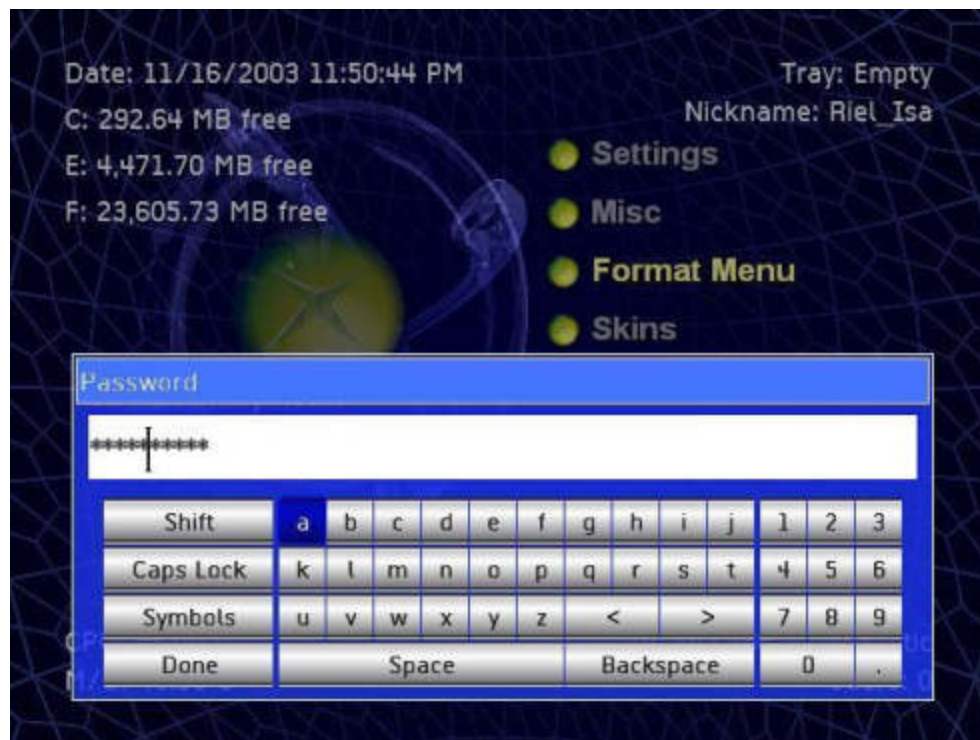 Date: 11/16/2003 11:50:44 PM
Tray: Empty
C: 292.64 MB free
Nickname: Riel_Isa
E: 4,471.70 MB free
F: 23,605.73 MB free
Settings
Misc
Format Menu
Skins
Password
**********
Shift a b c d e f g h i j 1 2 3
Caps Lock k l m n o p q r s t 4 5 6
Symbols u v w x y z < > 7 8 9
Done Space Backspace 0 .